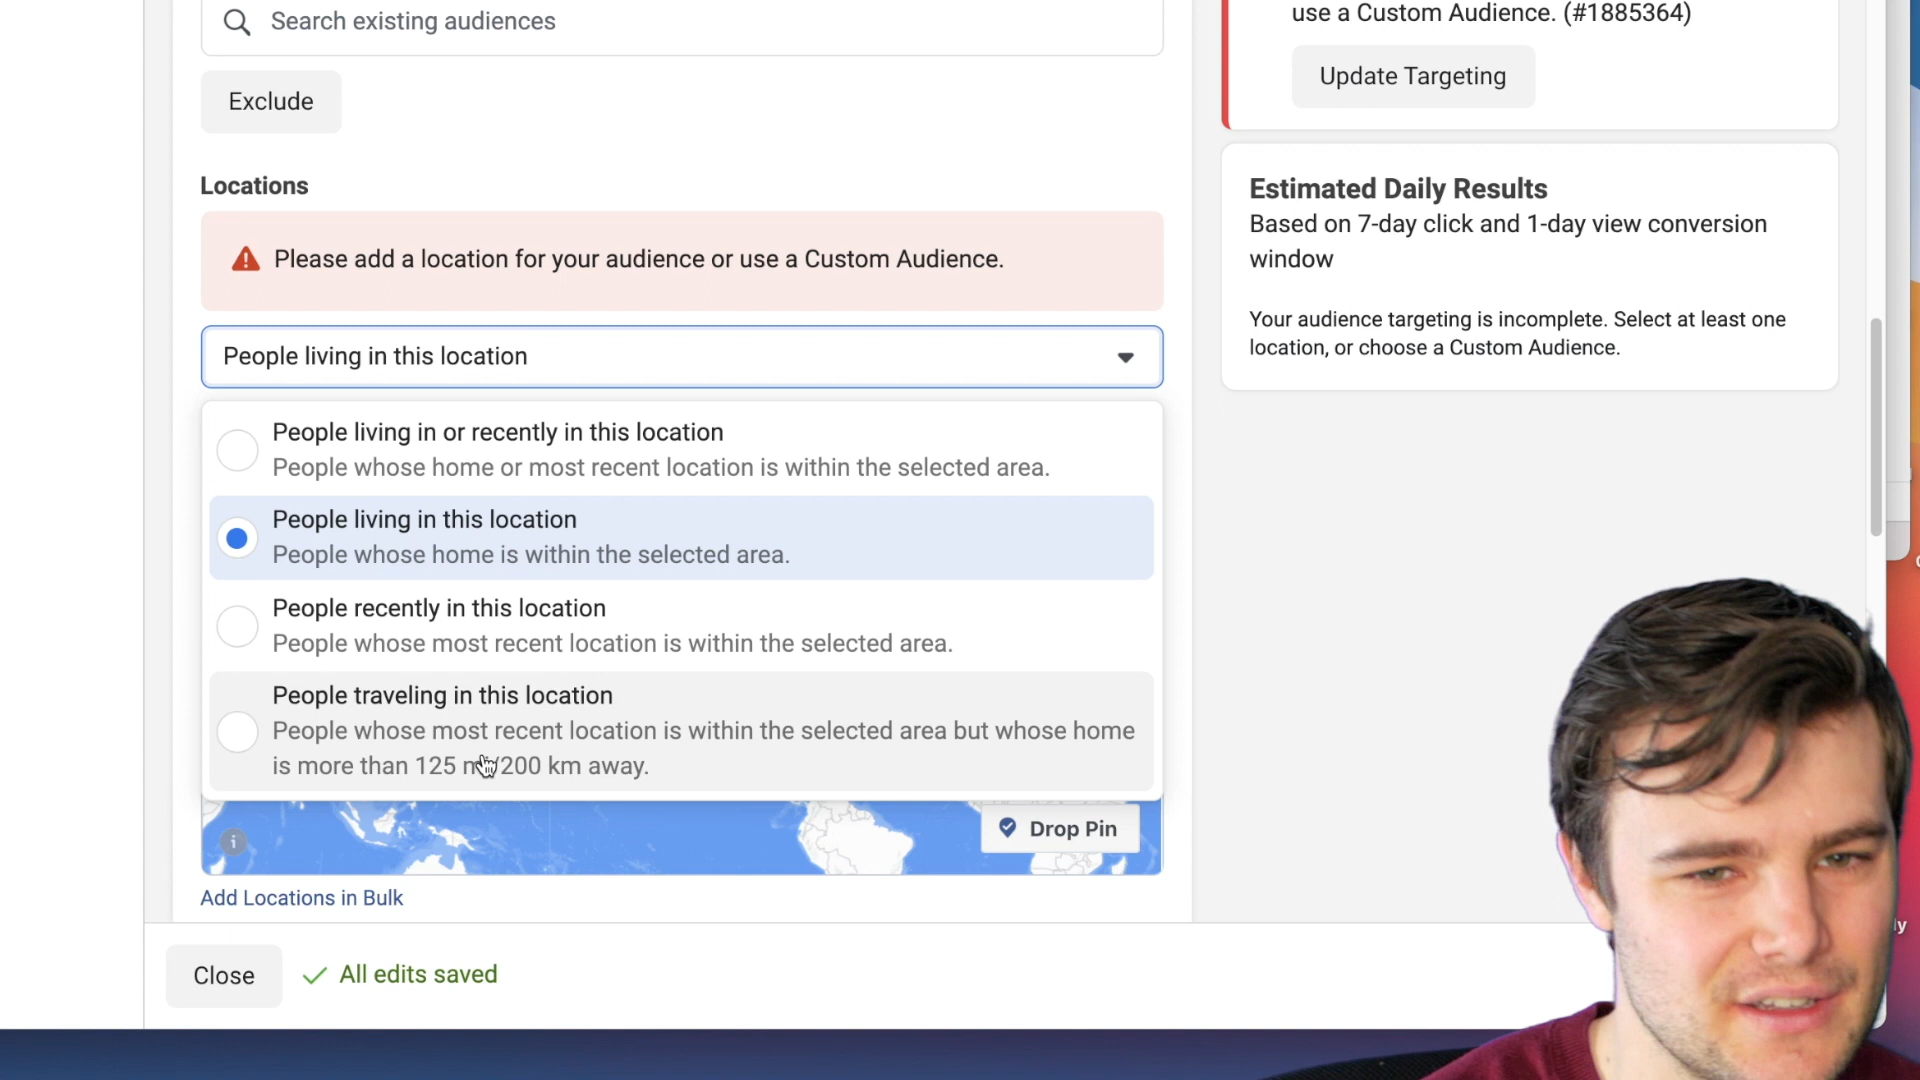 Search existing audiences
Exclude
Locations
Please add a location for your audience or use a Custom Audience.
People living in this location
People living in or recently in this location
People whose home or most recent location is within the selected area.
People living in this location
People whose home is within the selected area.
People recently in this location
People whose most recent location is within the selected area.
People traveling in this location
People whose most recent location is within the selected area but whose home
is more than 125 /200 km away.
Drop Pin
Add Locations in Bulk
Close
All edits saved
use a Custom Audience. (#1885364)
Update Targeting
Estimated Daily Results
Based on 7-day click and 1-day view conversion
window
Your audience targeting is incomplete. Select at least one
location, or choose a Custom Audience.